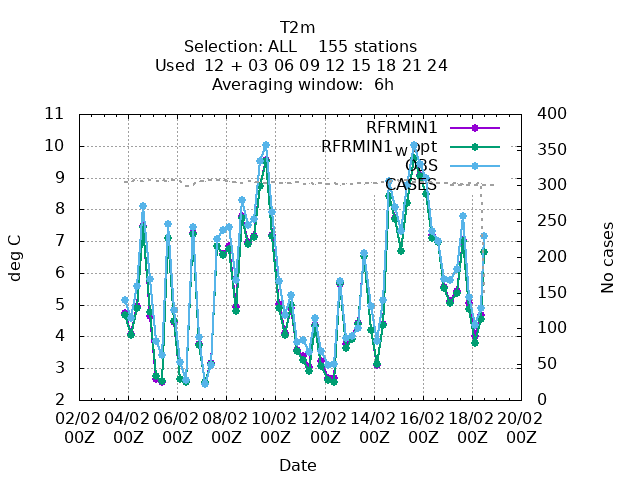 T2m
Selection: ALL    155 stations
Used  12 + 03 06 09 12 15 18 21 24
Averaging window:  6h
11 400
10 350
9 300
8 250
7
6 200
5 150
4 100
3 50
2 0
RFRMIN1
RFRMIN1wOpt
OBS
CASES
deg C
No cases
02/02 04/02 06/02 08/02 10/02 12/02 14/02 16/02 18/02 20/02
00Z 00Z 00Z 00Z 00Z 00Z 00Z 00Z 00Z 00Z
Date